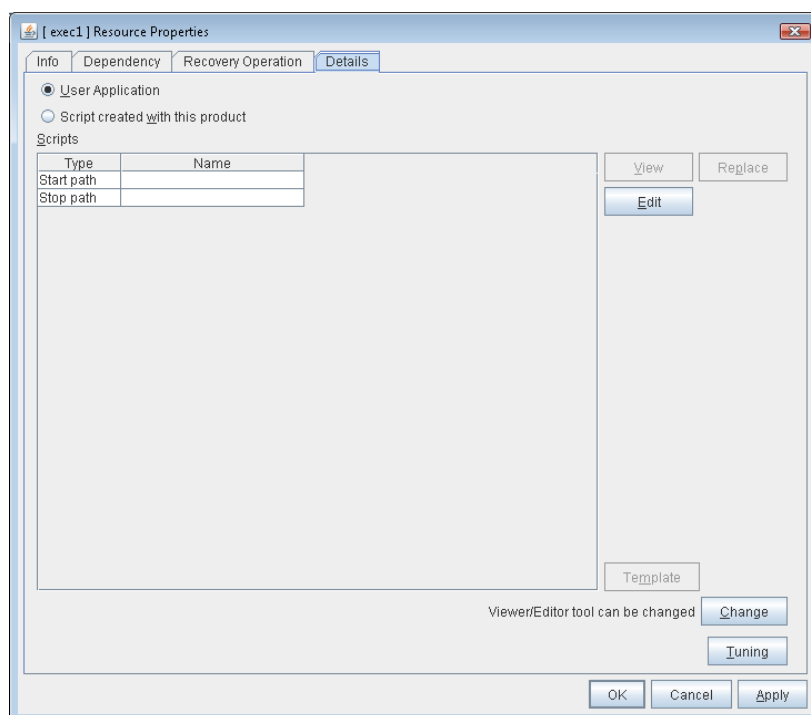 [ exec1 ] Resource Properties
Info Dependency Recovery Operation Details
User Application
Script created with this product
Scripts
Type Name
Start path
Stop path
View Replace
Edit
Template
Viewer/Editor tool can be changed Change
Tuning
OK Cancel Apply